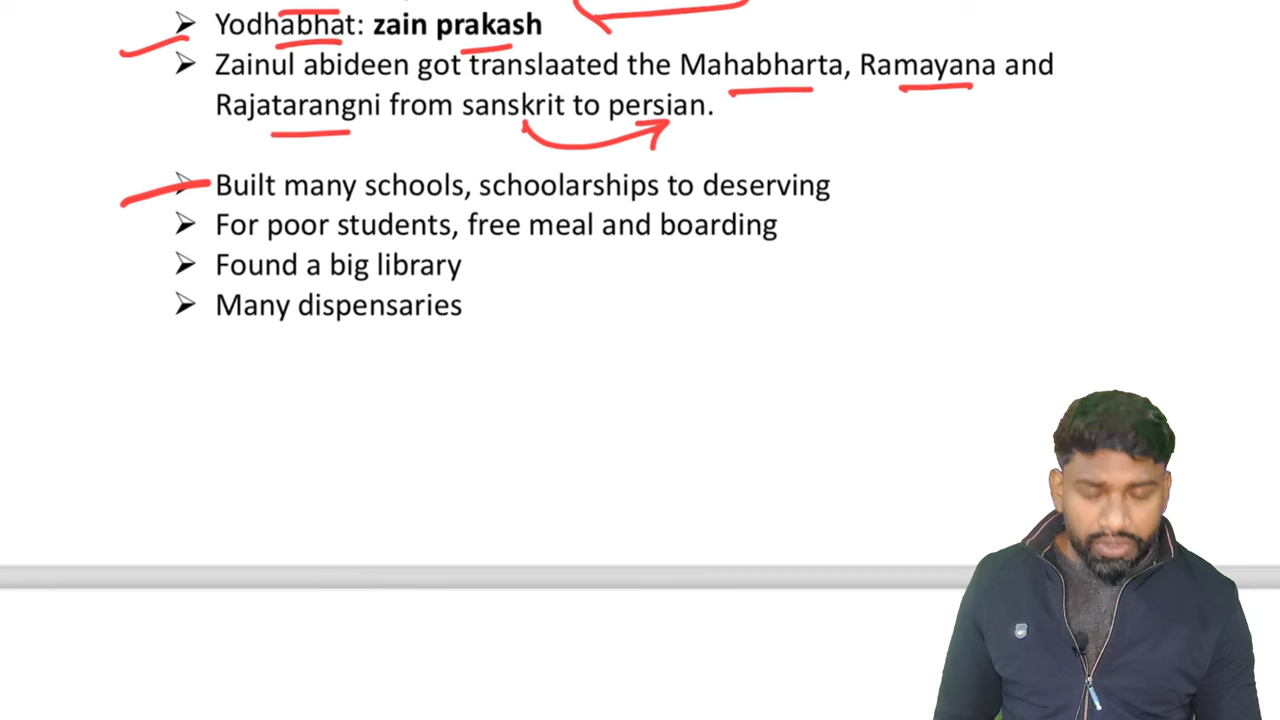 Yodhabhat: zain prakash
Zainul abideen got translaated the Mahabharta, Ramayana and
Rajatarangni from sanskrit to persian.
Built many schools, schoolarships to deserving
For poor students, free meal and boarding
Found a big library
Many dispensaries